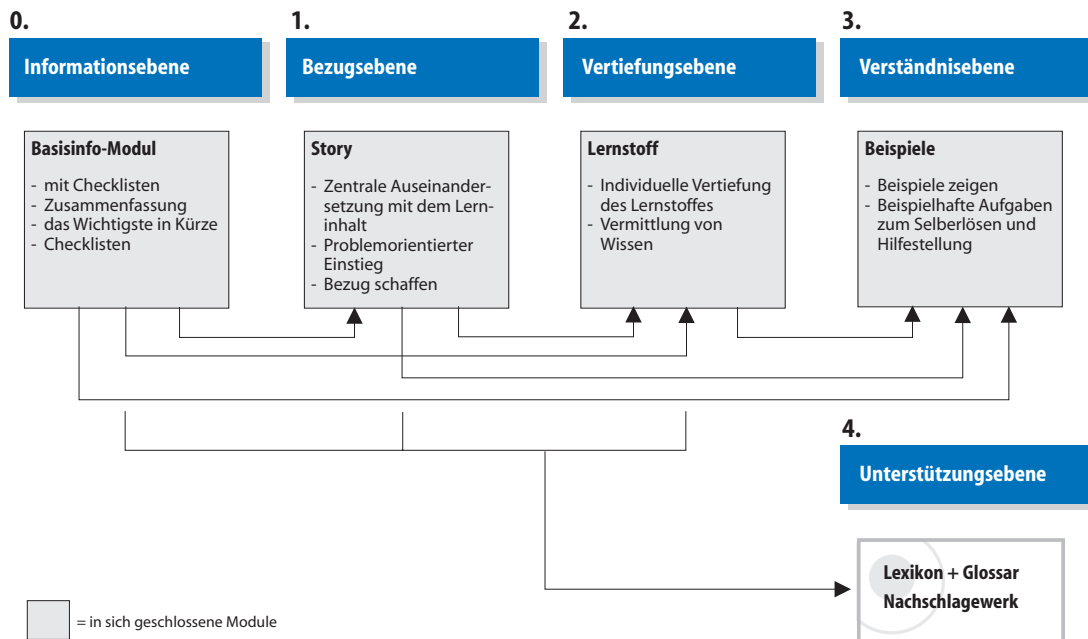 0.
Informationsebene
Basisinfo-Modul
- mit Checklisten
- Zusammenfassung
- das Wichtigste in Kürze
- Checklisten
1.
Bezugsebene
Story
- Zentrale Auseinander-
setzung mit dem Lern-
inhalt
- Problemorientierter
Einstieg
- Bezug schaffen
2.
Vertiefungsebene
Lernstoff
- Individuelle Vertiefung
des Lernstoffes
- Vermittlung von
Wissen
3.
Verständnisebene
Beispiele
- Beispiele zeigen
- Beispielhafte Aufgaben
zum Selberlösen und
Hilfestellung
4.
Unterstützungsebene
Lexikon + Glossar
Nachschlagewerk
= in sich geschlossene Module